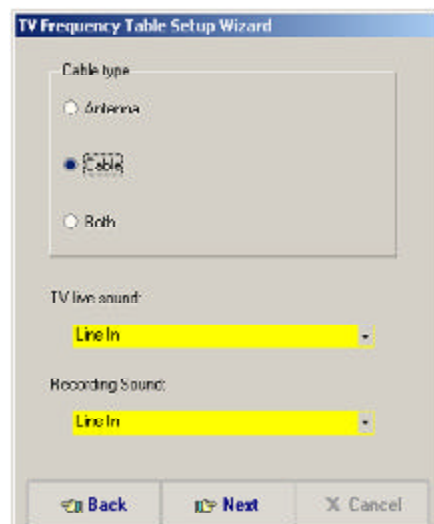 TV Frequency Table Setup Wizard
Cable type
Antenna
Cable
Both
TV live sound:
Line In
Recording Sound:
Line In
Back
Next
X Cancel